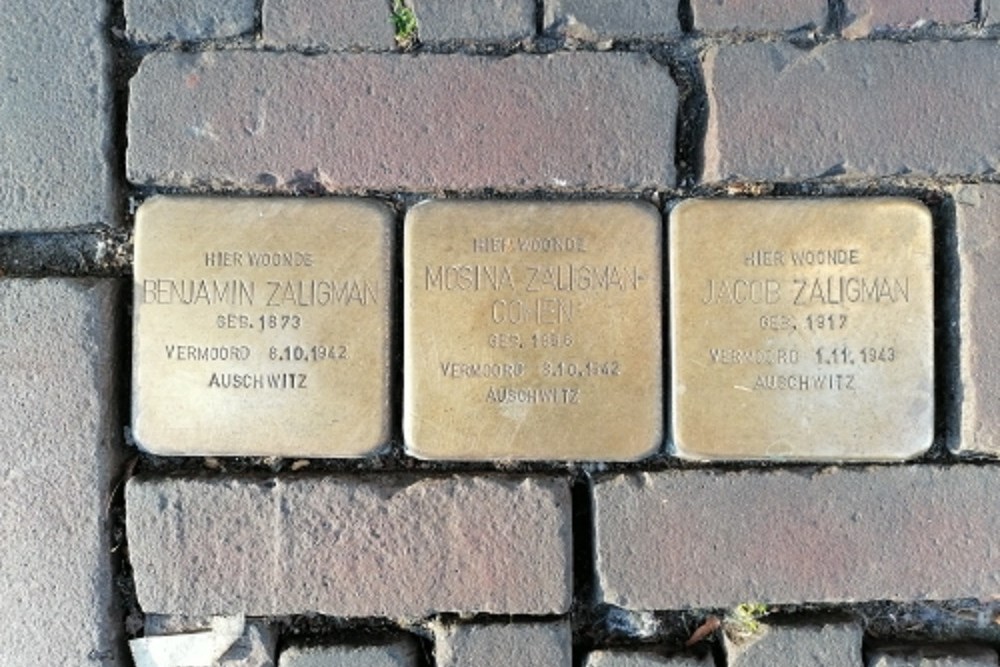 HIER WOONDE
BENJAMIN ZALIGMAN
GEB. 1873
VERMOORD 8.10.1942
AUSCHWITZ
HIER WOONDE
MOSINA ZALIGMAN-
COHEN
GEB.
VERMOORD 8.10.1942
AUSCHWITZ
HIER WOONDE
JACOB ZALIGMAN
GEB. 1917
VERMOORD 1.11.1943
AUSCHWITZ